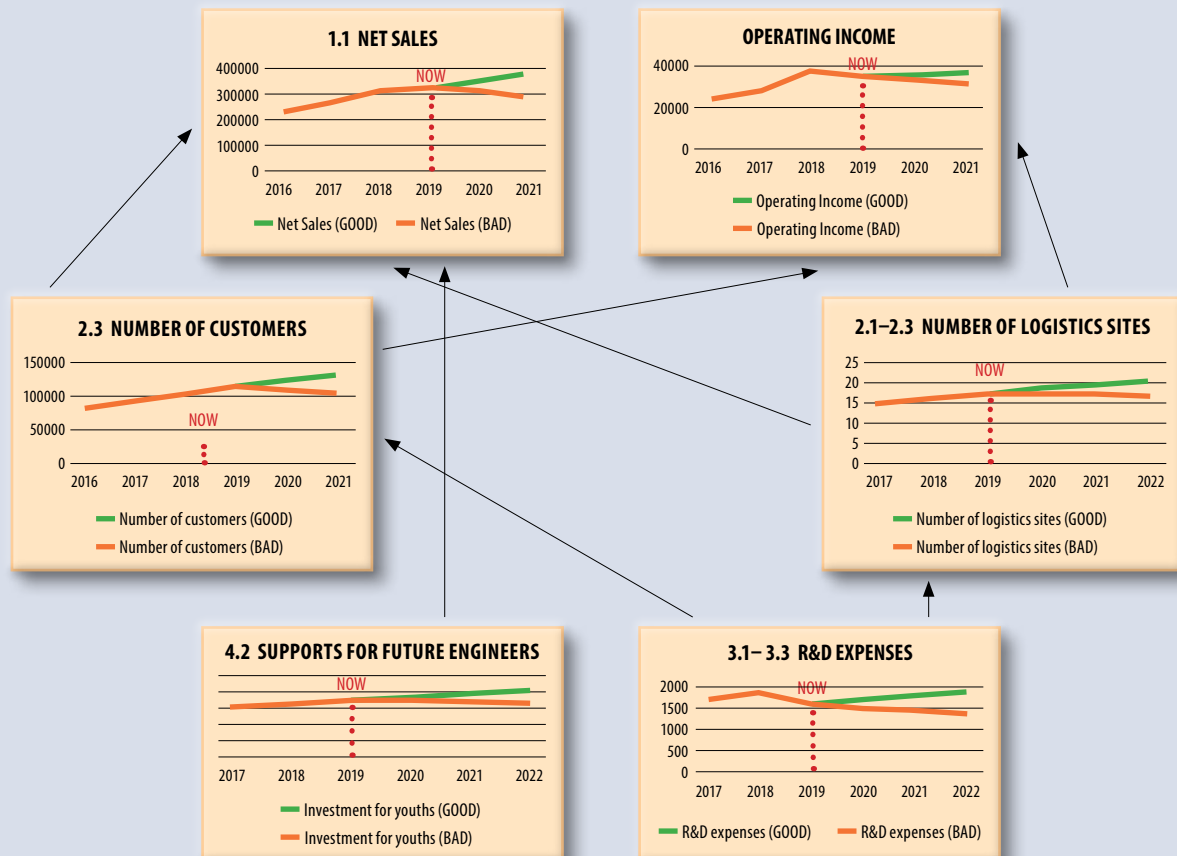 1.1 NET SALES
400000
300000
200000
100000
0
NOW
2016 2017 2018 2019 2020 2021
Net Sales (GOOD) Net Sales (BAD)
OPERATING INCOME
40000
20000
0
NOW
2016 2017 2018 2019 2020 2021
Operating Income (GOOD)
Operating Income (BAD)
2.3 NUMBER OF CUSTOMERS
150000
100000
50000
0
NOW
2016 2017 2018 2019 2020 2021
Number of customers (GOOD)
Number of customers (BAD)
2.1–2.3 NUMBER OF LOGISTICS SITES
25
20
15
10
5
0
NOW
2017 2018 2019 2020 2021 2022
Number of logistics sites (GOOD)
Number of logistics sites (BAD)
4.2 SUPPORTS FOR FUTURE ENGINEERS
NOW
2017 2018 2019 2020 2021 2022
Investment for youths (GOOD)
Investment for youths (BAD)
3.1– 3.3 R&D EXPENSES
2000
1500
1000
500
0
NOW
2017 2018 2019 2020 2021 2022
R&D expenses (GOOD) R&D expenses (BAD)